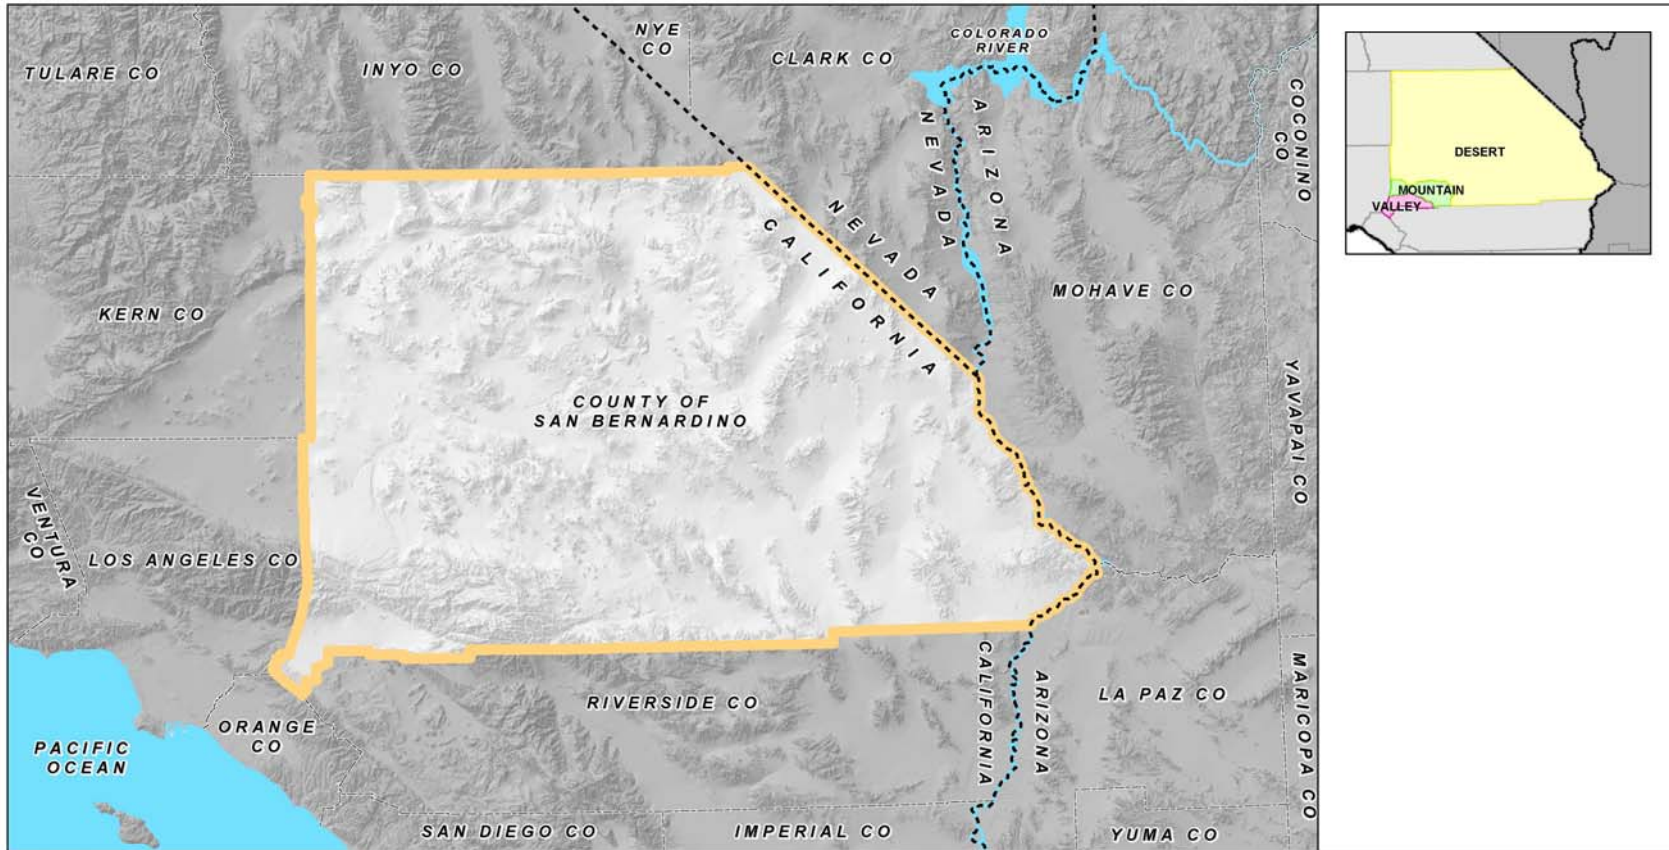 NYE
CO
COLORADO
RIVER
TULARE CO
INYO CO
CLARK CO
COCONINO
CO
ARIZONA
NEVADA
NEVADA
CALIFORNIA
MOHAVE CO
KERN CO
COUNTY OF
SAN BERNARDINO
YAVAPAI CO
VENTURA
CO
LOS ANGELES CO
RIVERSIDE CO
CALIFORNIA
ARIZONA
LA PAZ CO
MARICOPA CO
ORANGE
CO
PACIFIC
OCEAN
SAN DIEGO CO
IMPERIAL CO
YUMA CO
DESERT
MOUNTAIN
VALLEY